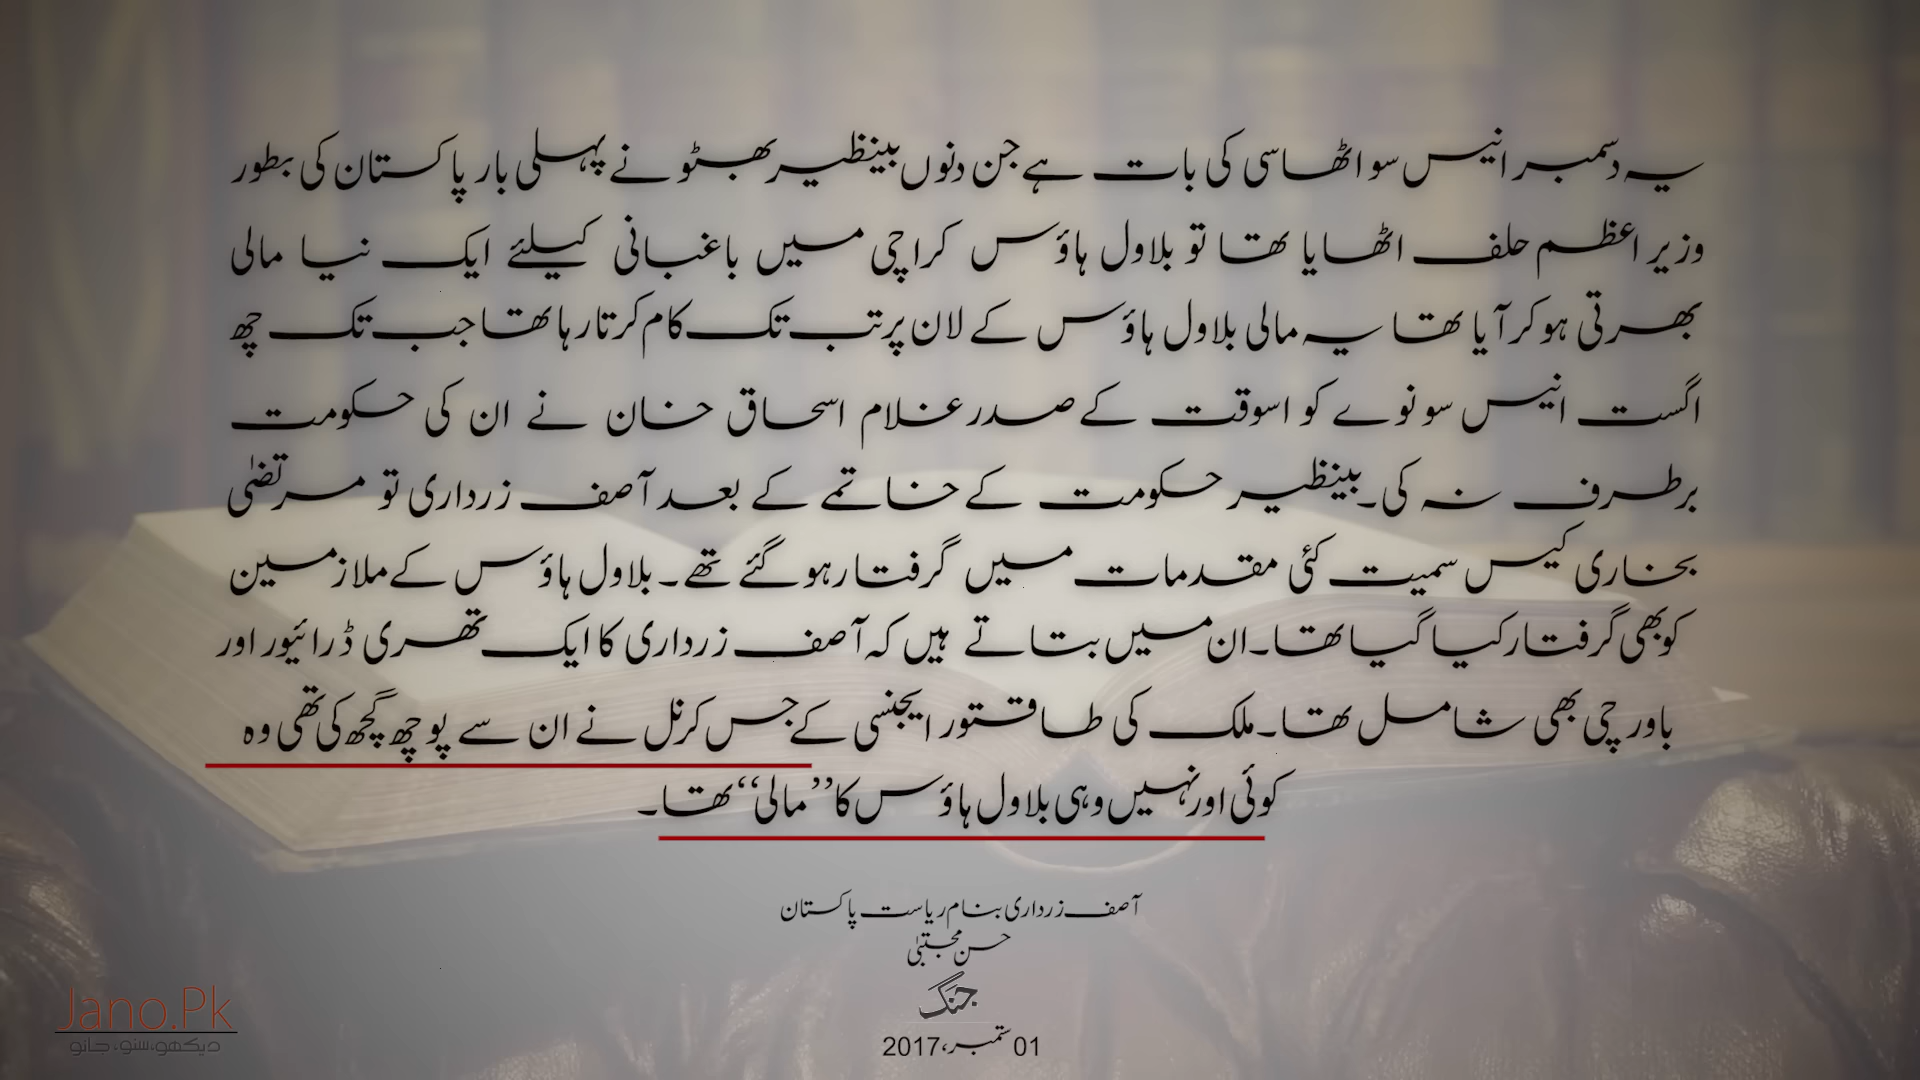 یہ دسمبر انیس سو اٹھاسی کی بات ہے جن دنوں بینظیر بھٹو نے پہلی بار پاکستان کی بطور
وزیر اعظم حلف اٹھایا تھا تو بلاول ہاؤس کراچی میں باغبانی کیلئے ایک نیا مالی
بھرتی ہو کر آیا تھا یہ مالی بلاول ہاؤس کے لان پر تب تک کام کرتا رہا تھا جب تک چھ
اگست انیس سو نوے کو اسوقت کے صدر غلام اسحاق خان نے ان کی حکومت
برطرف نہ کی۔ بینظیر حکومت کے خاتمے کے بعد آصف زرداری تو مرتضیٰ
بخاری کیس سمیت کئی مقدمات میں گرفتار ہو گئے تھے۔ بلاول ہاؤس کے ملازمین
کو بھی گرفتار کیا گیا تھا۔ ان میں بتاتے ہیں کہ آصف زرداری کا ایک تھری ڈرائیور اور
باورچی بھی شامل تھا۔ ملک کی طاقتور ایجنسی کے جس کرنل نے ان سے پوچھ گچھ کی تھی وہ
کوئی اور نہیں وہی بلاول ہاؤس کا ’’مالی‘‘ تھا۔
آصف زرداری بنام ریاست پاکستان
حسن مجتبیٰ
جنگ
01 ستمبر، 2017
Jano.Pk
دیکھو، سنو، جانو